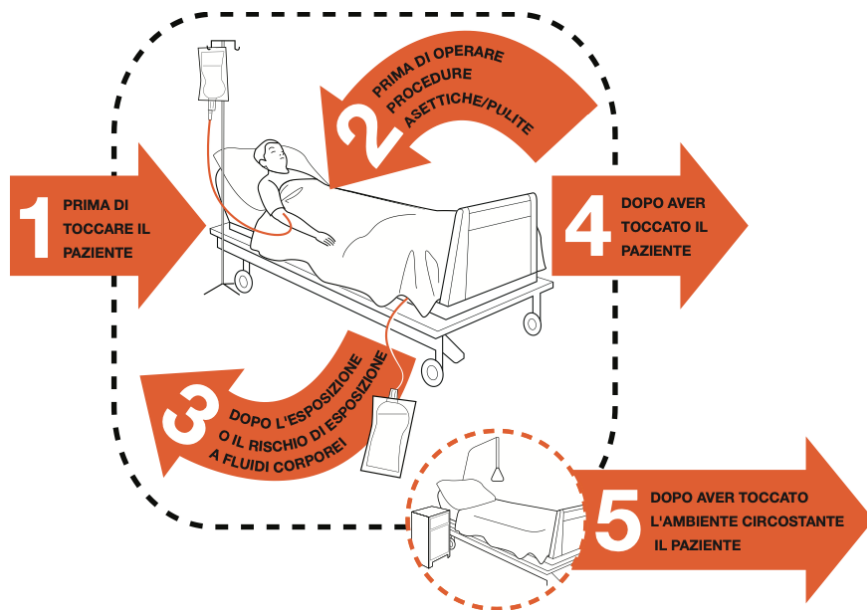 1
PRIMA DI
TOCCARE IL
PAZIENTE
2
PRIMA DI OPERARE
PROCEDURE
ASETTICHE/PULITE
3
DOPO L'ESPOSIZIONE
O IL RISCHIO DI ESPOSIZIONE
A FLUIDI CORPOREI
4
DOPO AVER
TOCCATO IL
PAZIENTE
5
DOPO AVER TOCCATO
L'AMBIENTE CIRCOSTANTE
IL PAZIENTE